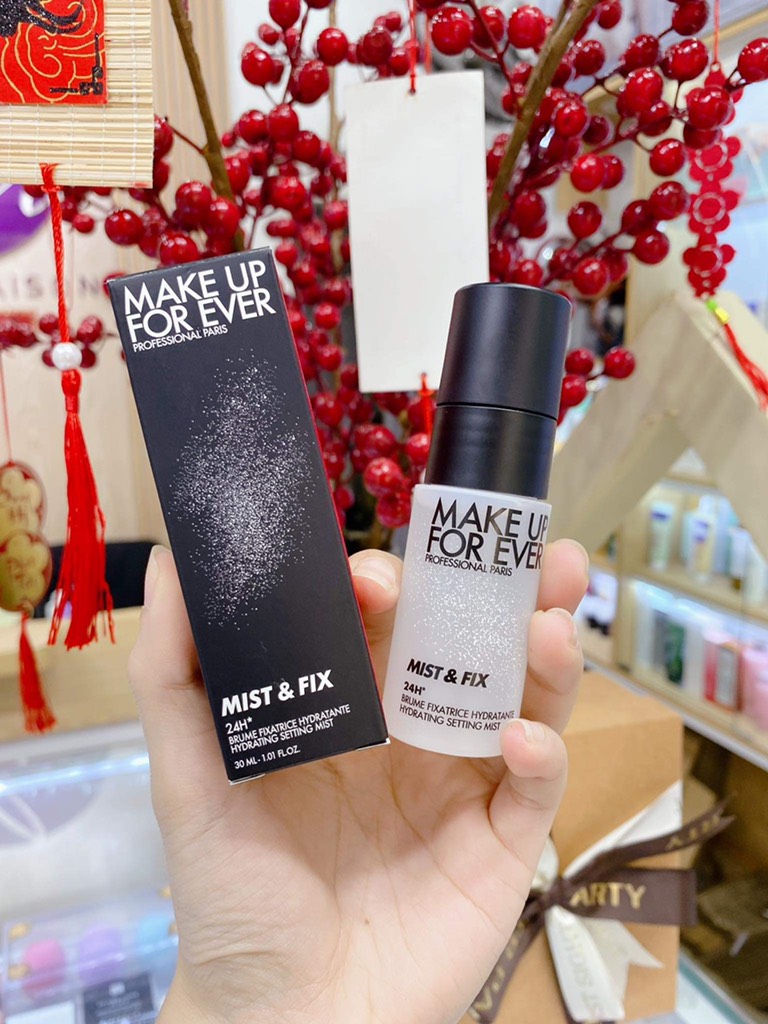 MAKE UP
FOR EVER
PROFESSIONAL PARIS
MIST & FIX
24H*
BRUME FIXATRICE HYDRATANTE
HYDRATING SETTING MIST
30 ML - 1.01 FL.OZ.
MAKE UP
FOR EVER
PROFESSIONAL PARIS
MIST & FIX
24H*
BRUME FIXATRICE HYDRATANTE
HYDRATING SETTING MIST
ARTY